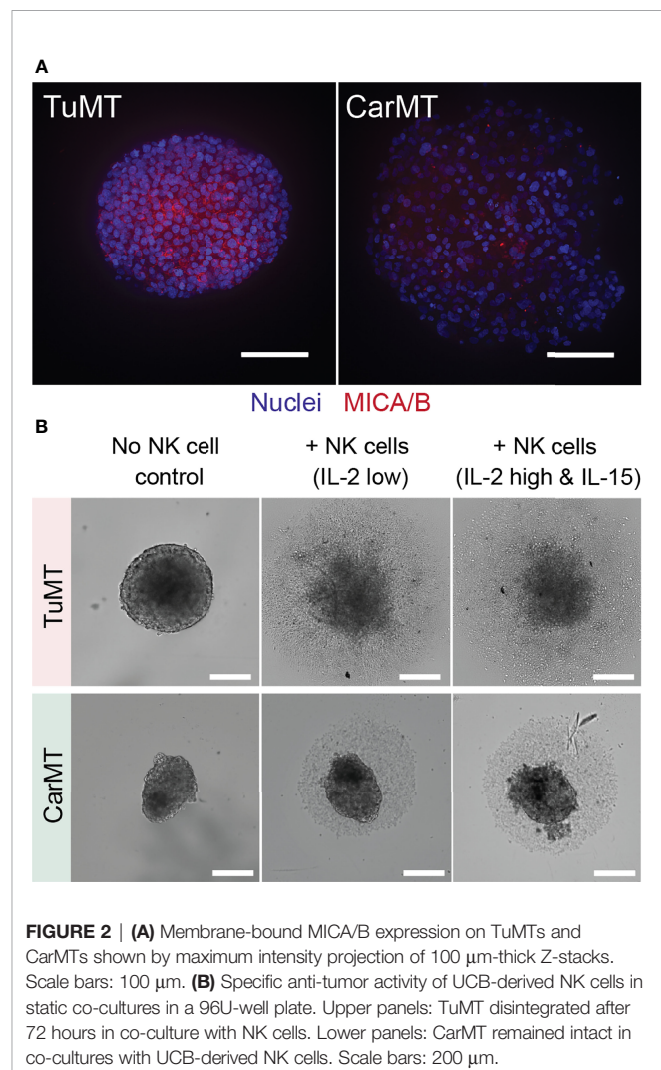 A
TuMT
CarMT
Nuclei MICA/B
B
No NK cell
control
+ NK cells
(IL-2 low)
+ NK cells
(IL-2 high & IL-15)
TuMT
CarMT
FIGURE 2 | (A) Membrane-bound MICA/B expression on TuMTs and
CarMTs shown by maximum intensity projection of 100 μm-thick Z-stacks.
Scale bars: 100 μm. (B) Specific anti-tumor activity of UCB-derived NK cells in
static co-cultures in a 96U-well plate. Upper panels: TuMT disintegrated after
72 hours in co-culture with NK cells. Lower panels: CarMT remained intact in
co-cultures with UCB-derived NK cells. Scale bars: 200 μm.